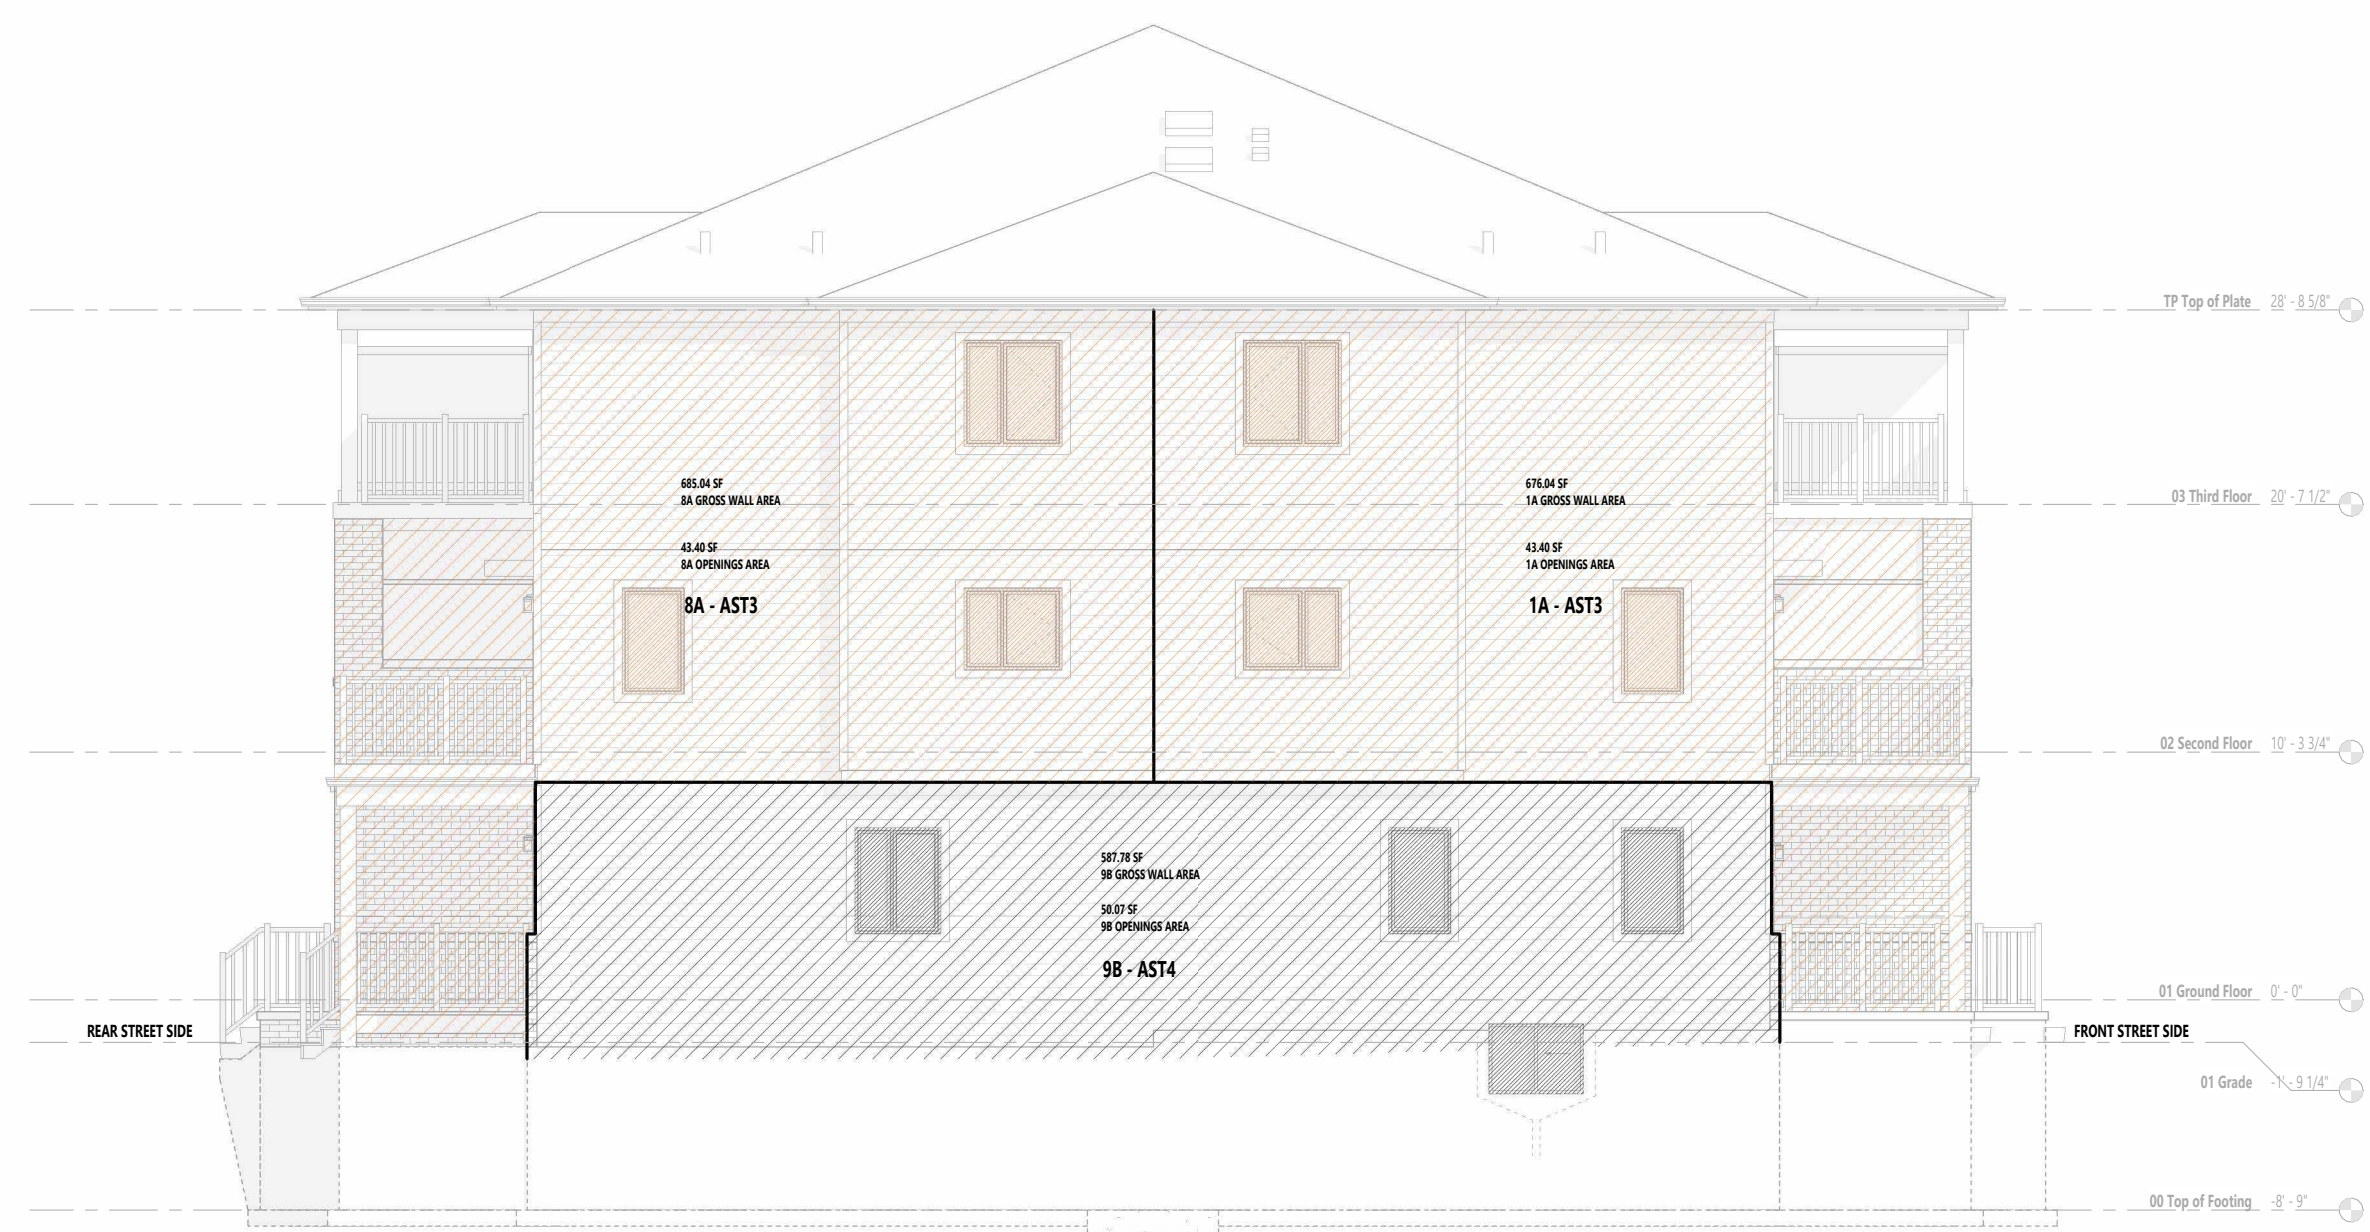 TP Top of Plate 28' - 8 5/8"
685.04 SF
8A GROSS WALL AREA
676.04 SF
1A GROSS WALL AREA
03 Third Floor 20' - 7 1/2"
43.40 SF
8A OPENINGS AREA
43.40 SF
1A OPENINGS AREA
8A - AST3
1A - AST3
02 Second Floor 10' - 3 3/4"
587.78 SF
9B GROSS WALL AREA
50.07 SF
9B OPENINGS AREA
9B - AST4
01 Ground Floor 0' - 0"
REAR STREET SIDE
FRONT STREET SIDE
01 Grade -1' - 9 1/4"
00 Top of Footing -8' - 9"